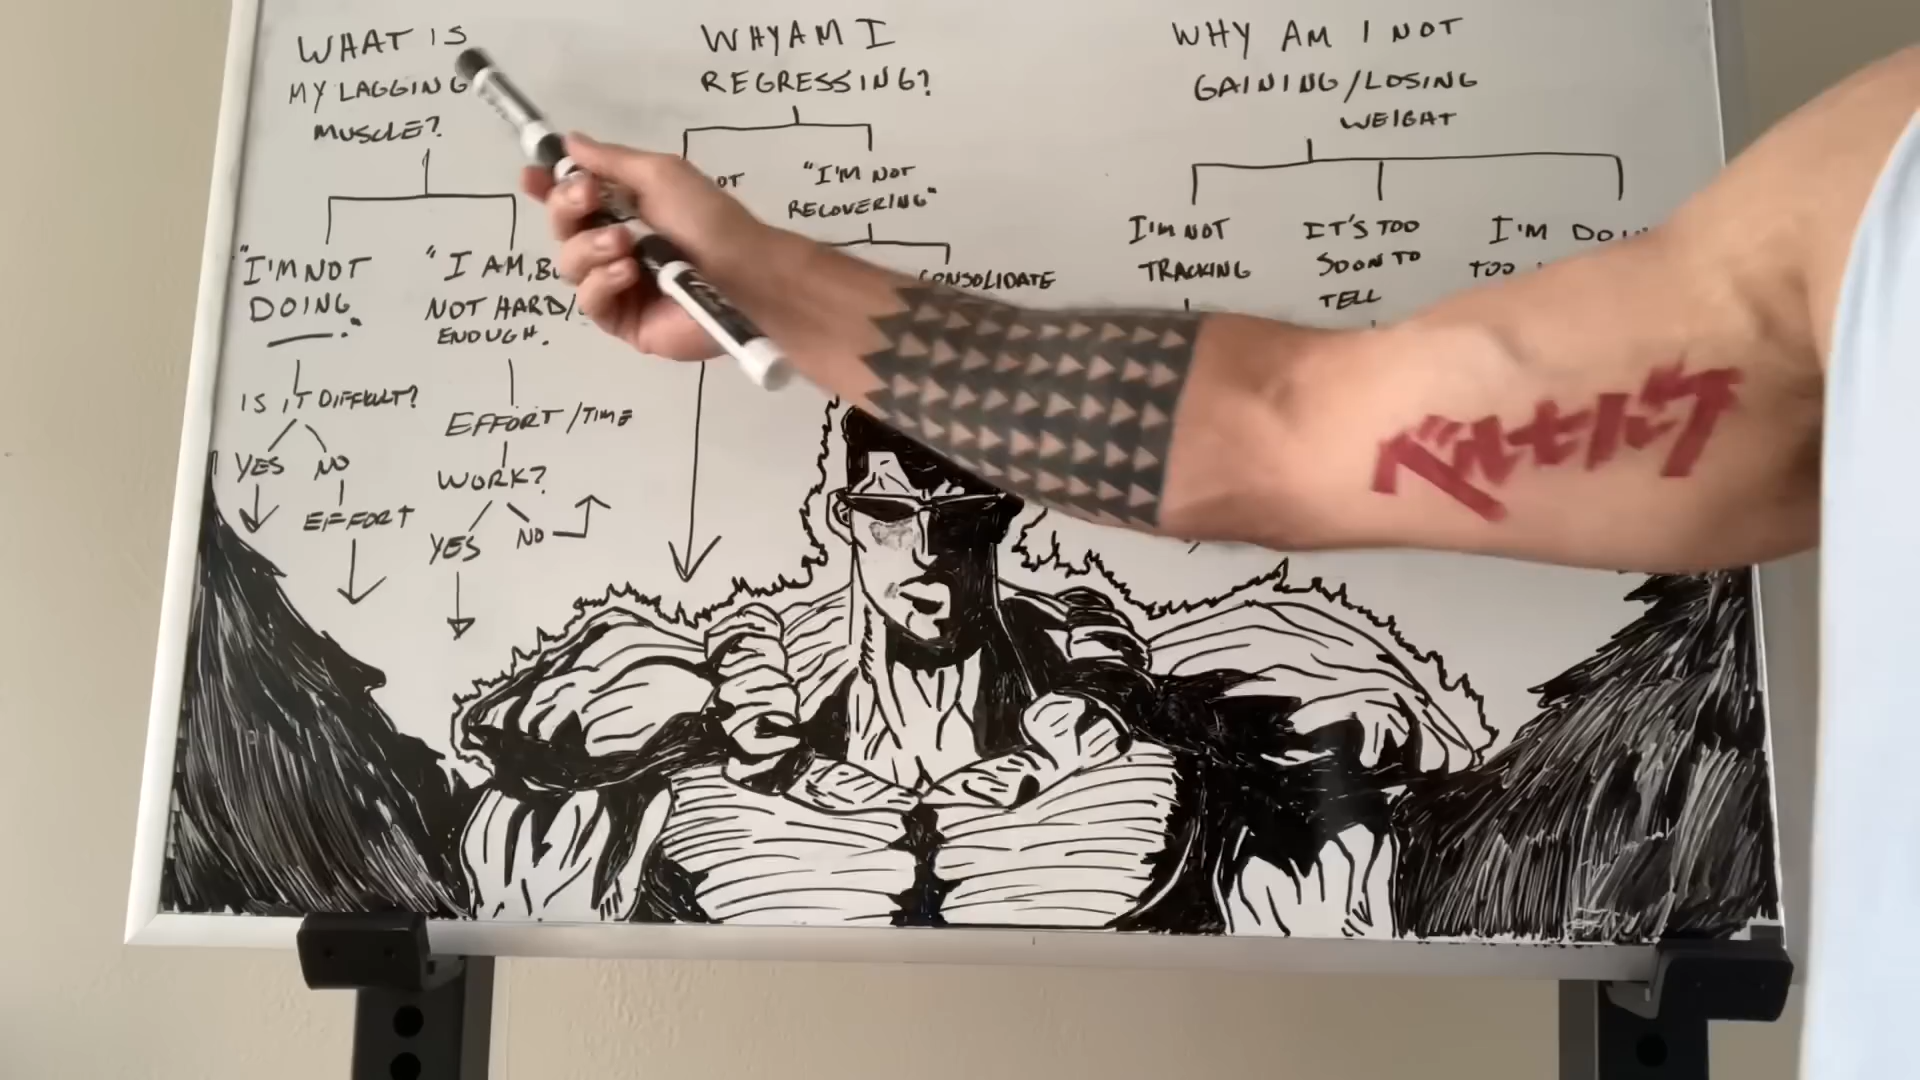 WHAT IS
MY LAGGING
MUSCLE?
"I'M NOT
DOING
."
IS IT DIFFICULT?
YES NO
EFFORT
"I AM,
NOT HARD/
ENOUGH.
EFFORT/TIME
WORK?
YES NO
WHY AM I
REGRESSING?
"I'M NOT
RECOVERING"
CONSOLIDATE
WHY AM I NOT
GAINING/LOSING
WEIGHT
I'M NOT
TRACKING
IT'S TOO
SOON TO
TELL
I'M
TOO
ベルセルク